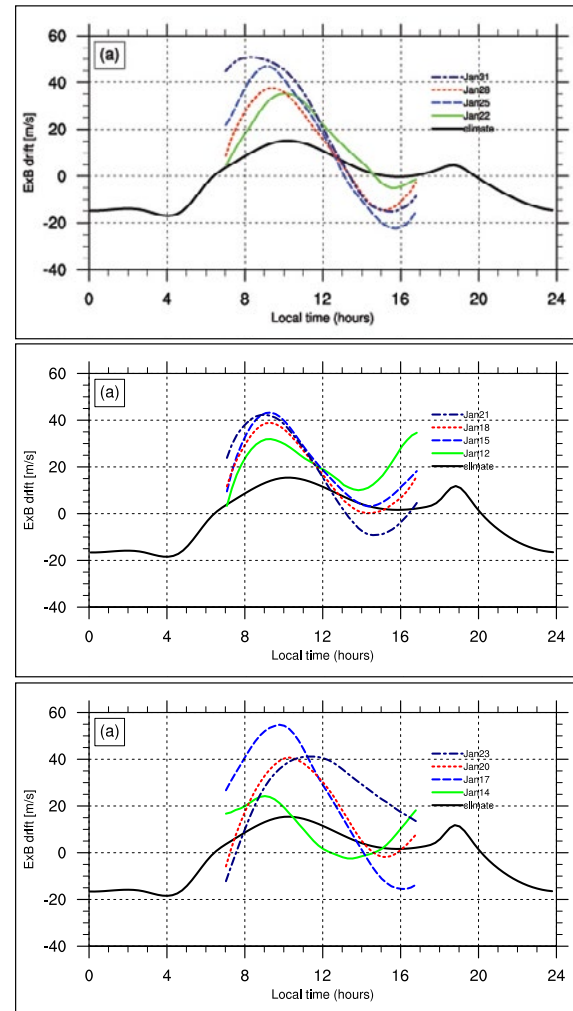 60
(a)
40
20
0
-20
-40
ExB drift [m/s]
Jan31
Jan28
Jan25
Jan22
climate
0 4 8 12 16 20 24
Local time (hours)
60
(a)
40
20
0
-20
-40
ExB drift [m/s]
Jan21
Jan18
Jan15
Jan12
climate
0 4 8 12 16 20 24
Local time (hours)
60
(a)
40
20
0
-20
-40
ExB drift [m/s]
Jan23
Jan20
Jan17
Jan14
climate
0 4 8 12 16 20 24
Local time (hours)